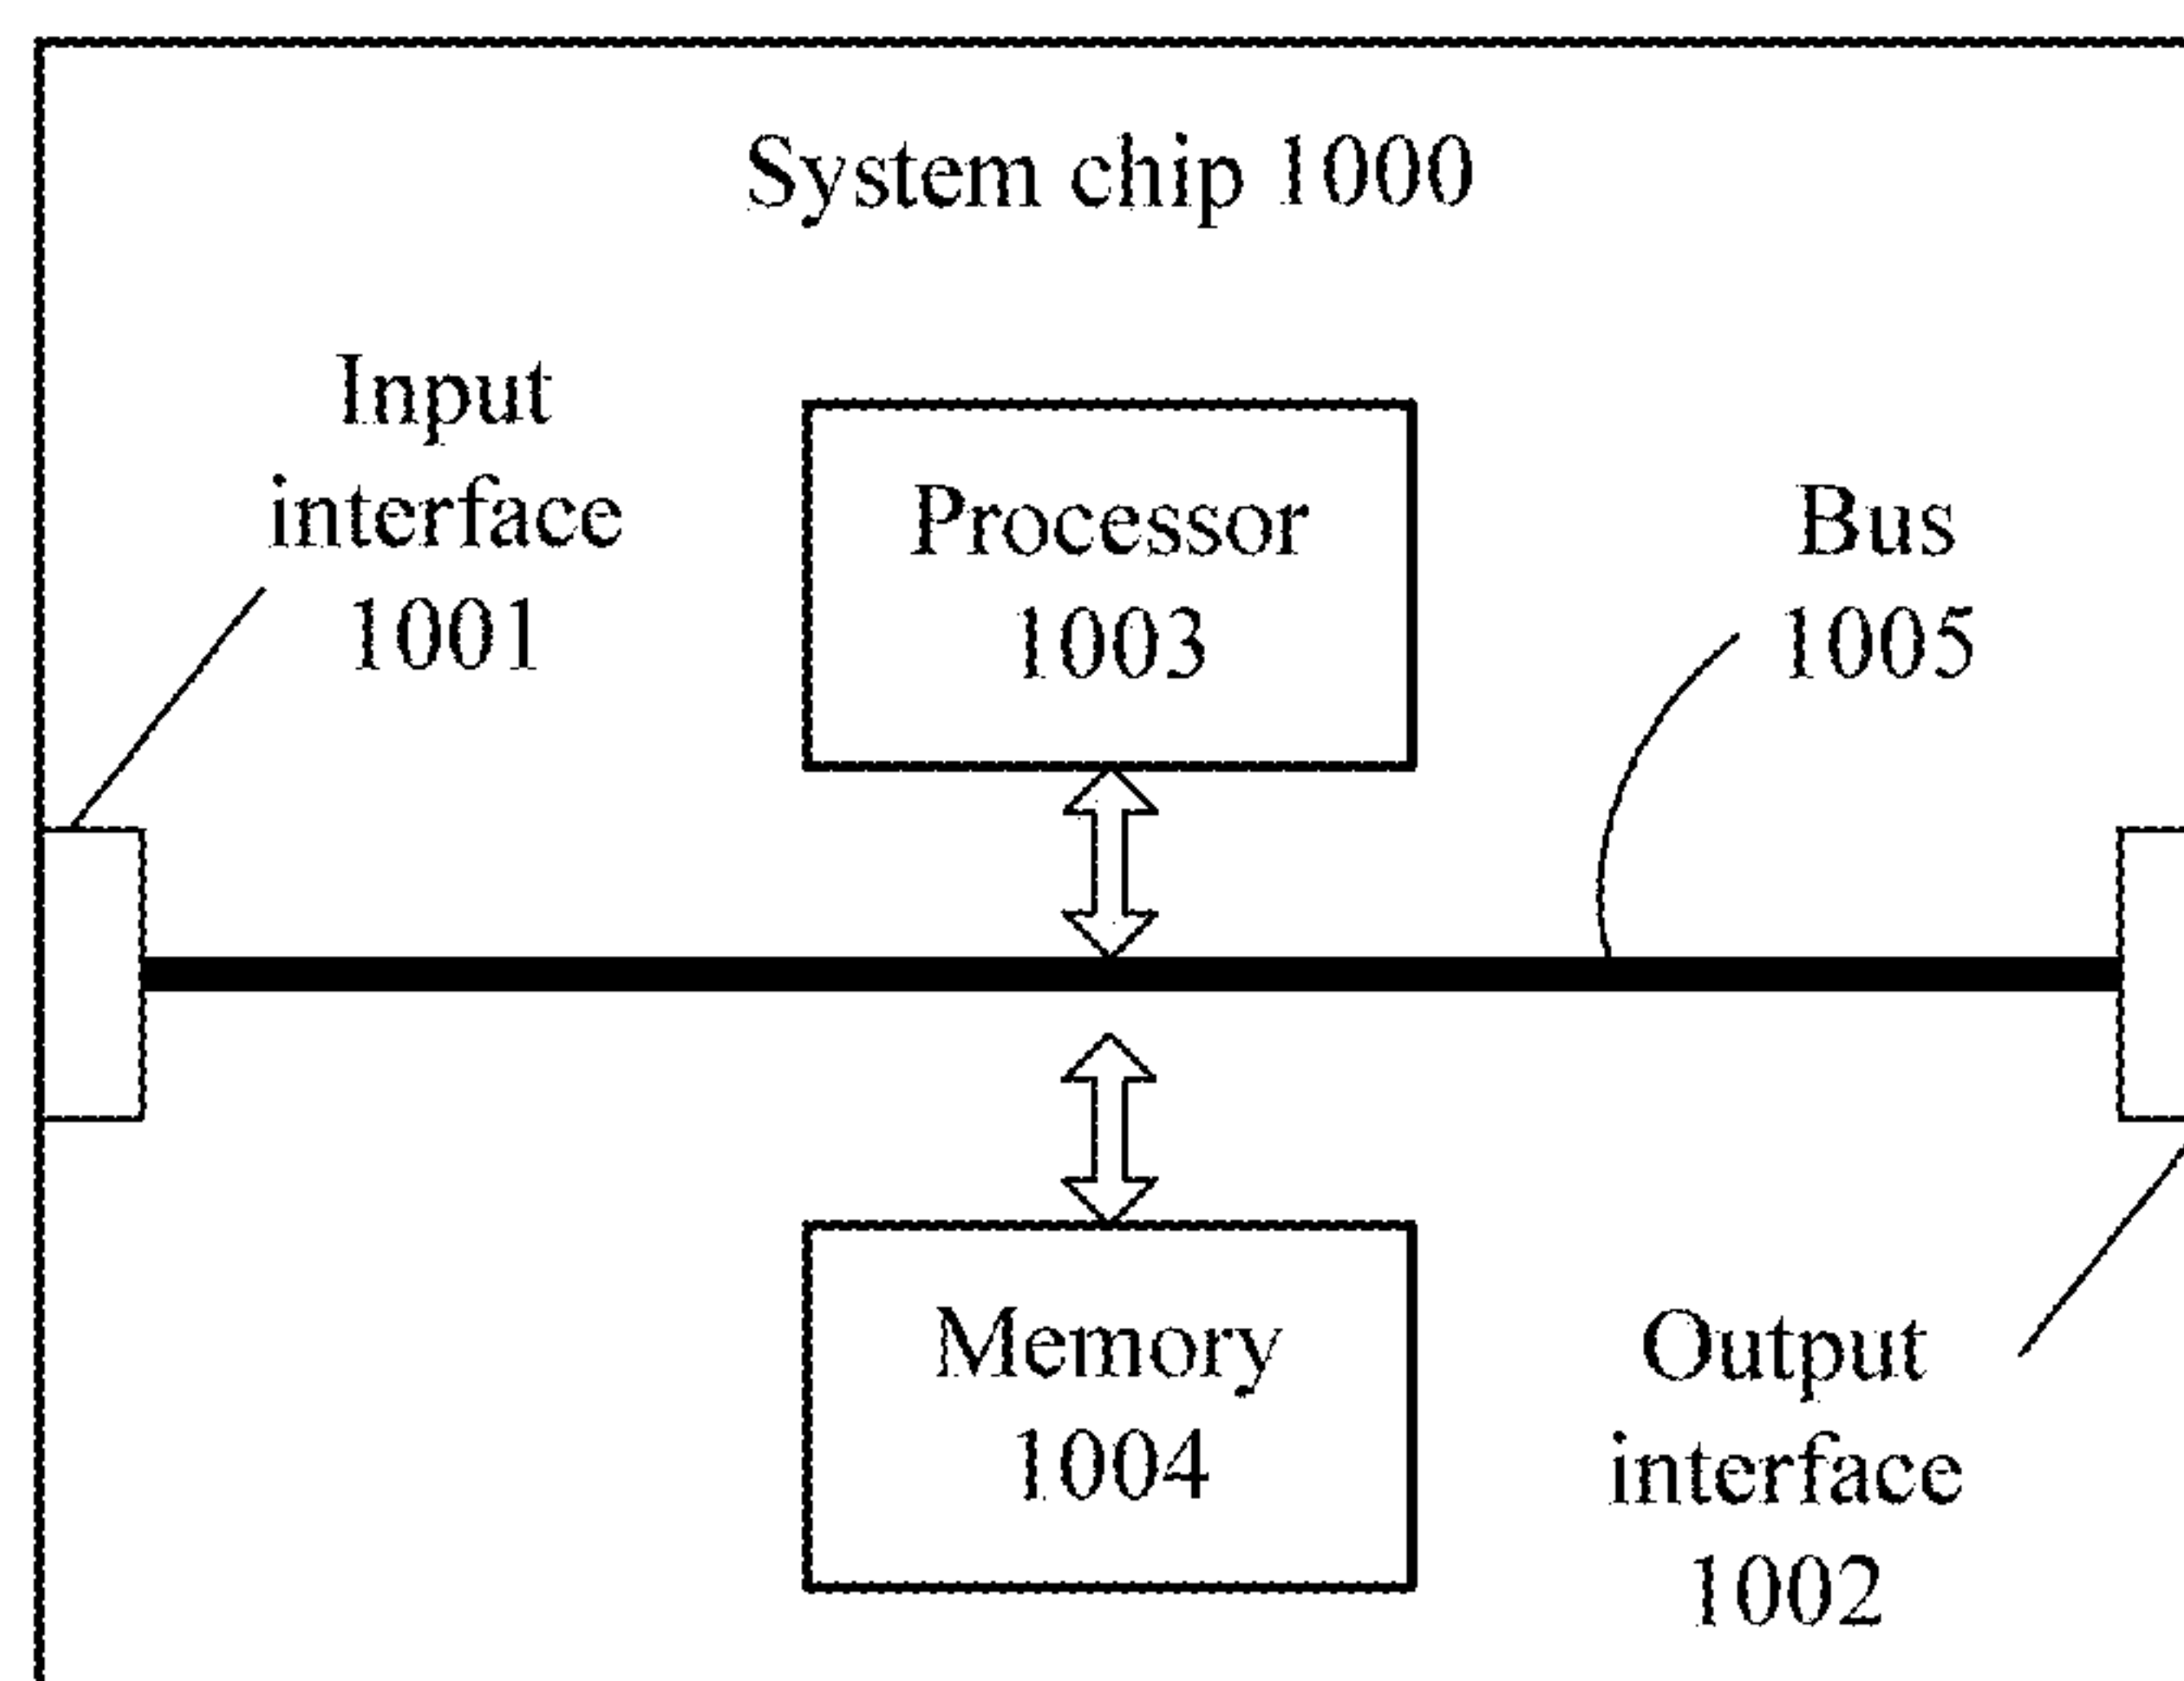 System chip 1000
Input
interface
1001
Processor
1003
Bus
1005
Memory
1004
Output
interface
1002